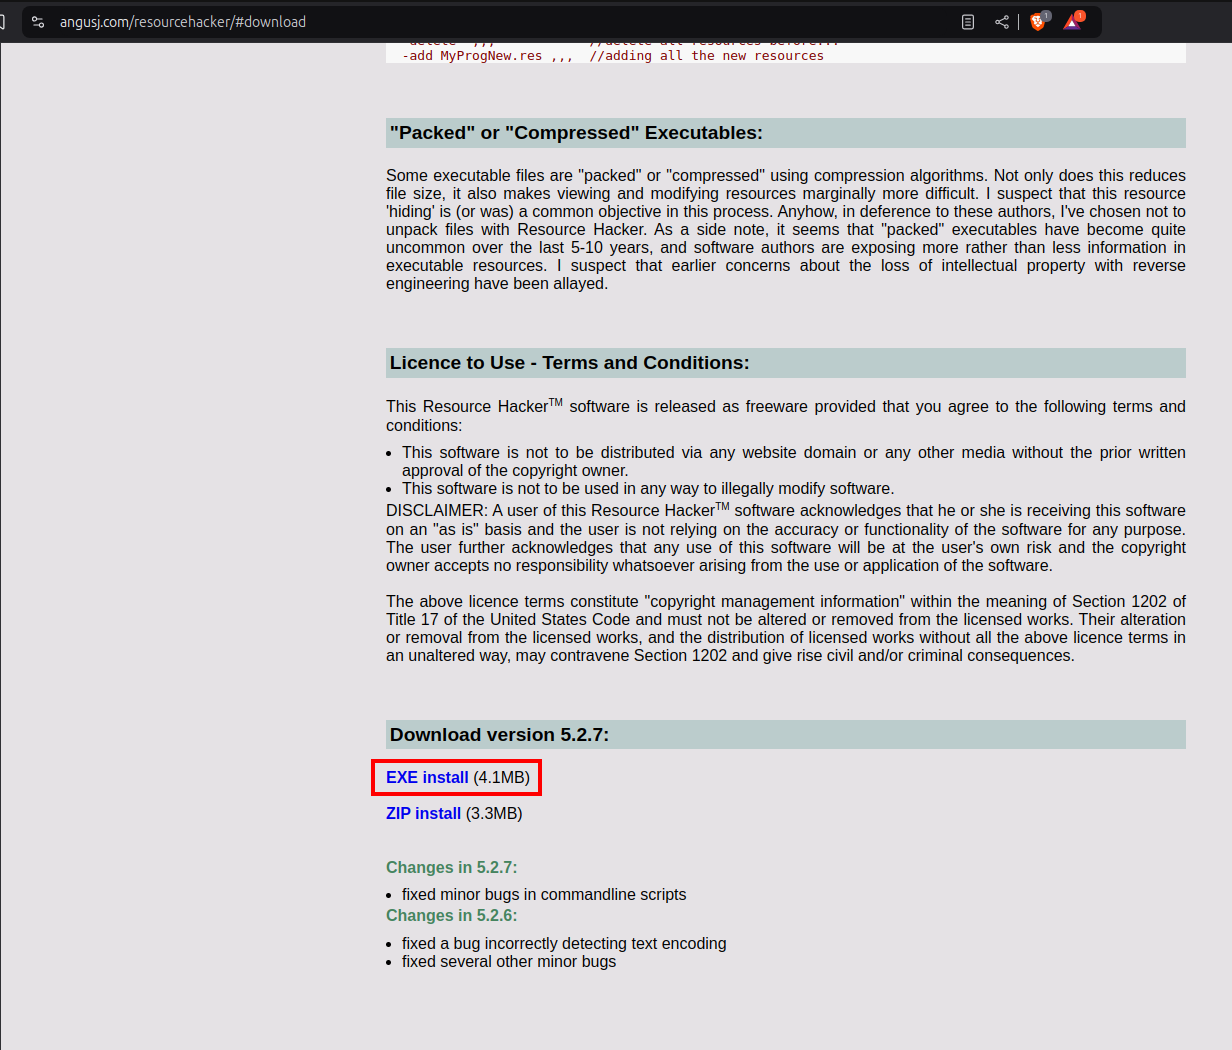 angusj.com/resourcehacker/#download
1
1
-delete ,,, //delete all resources before...
-add MyProgNew.res ,,, //adding all the new resources
"Packed" or "Compressed" Executables:
Some executable files are "packed" or "compressed" using compression algorithms. Not only does this reduces
file size, it also makes viewing and modifying resources marginally more difficult. I suspect that this resource
'hiding' is (or was) a common objective in this process. Anyhow, in deference to these authors, I've chosen not to
unpack files with Resource Hacker. As a side note, it seems that "packed" executables have become quite
uncommon over the last 5-10 years, and software authors are exposing more rather than less information in
executable resources. I suspect that earlier concerns about the loss of intellectual property with reverse
engineering have been allayed.
Licence to Use - Terms and Conditions:
This Resource Hacker™ software is released as freeware provided that you agree to the following terms and
conditions:
• This software is not to be distributed via any website domain or any other media without the prior written
approval of the copyright owner.
• This software is not to be used in any way to illegally modify software.
DISCLAIMER: A user of this Resource Hacker™ software acknowledges that he or she is receiving this software
on an "as is" basis and the user is not relying on the accuracy or functionality of the software for any purpose.
The user further acknowledges that any use of this software will be at the user's own risk and the copyright
owner accepts no responsibility whatsoever arising from the use or application of the software.
The above licence terms constitute "copyright management information" within the meaning of Section 1202 of
Title 17 of the United States Code and must not be altered or removed from the licensed works. Their alteration
or removal from the licensed works, and the distribution of licensed works without all the above licence terms in
an unaltered way, may contravene Section 1202 and give rise civil and/or criminal consequences.
Download version 5.2.7:
EXE install (4.1MB)
ZIP install (3.3MB)
Changes in 5.2.7:
• fixed minor bugs in commandline scripts
Changes in 5.2.6:
• fixed a bug incorrectly detecting text encoding
• fixed several other minor bugs